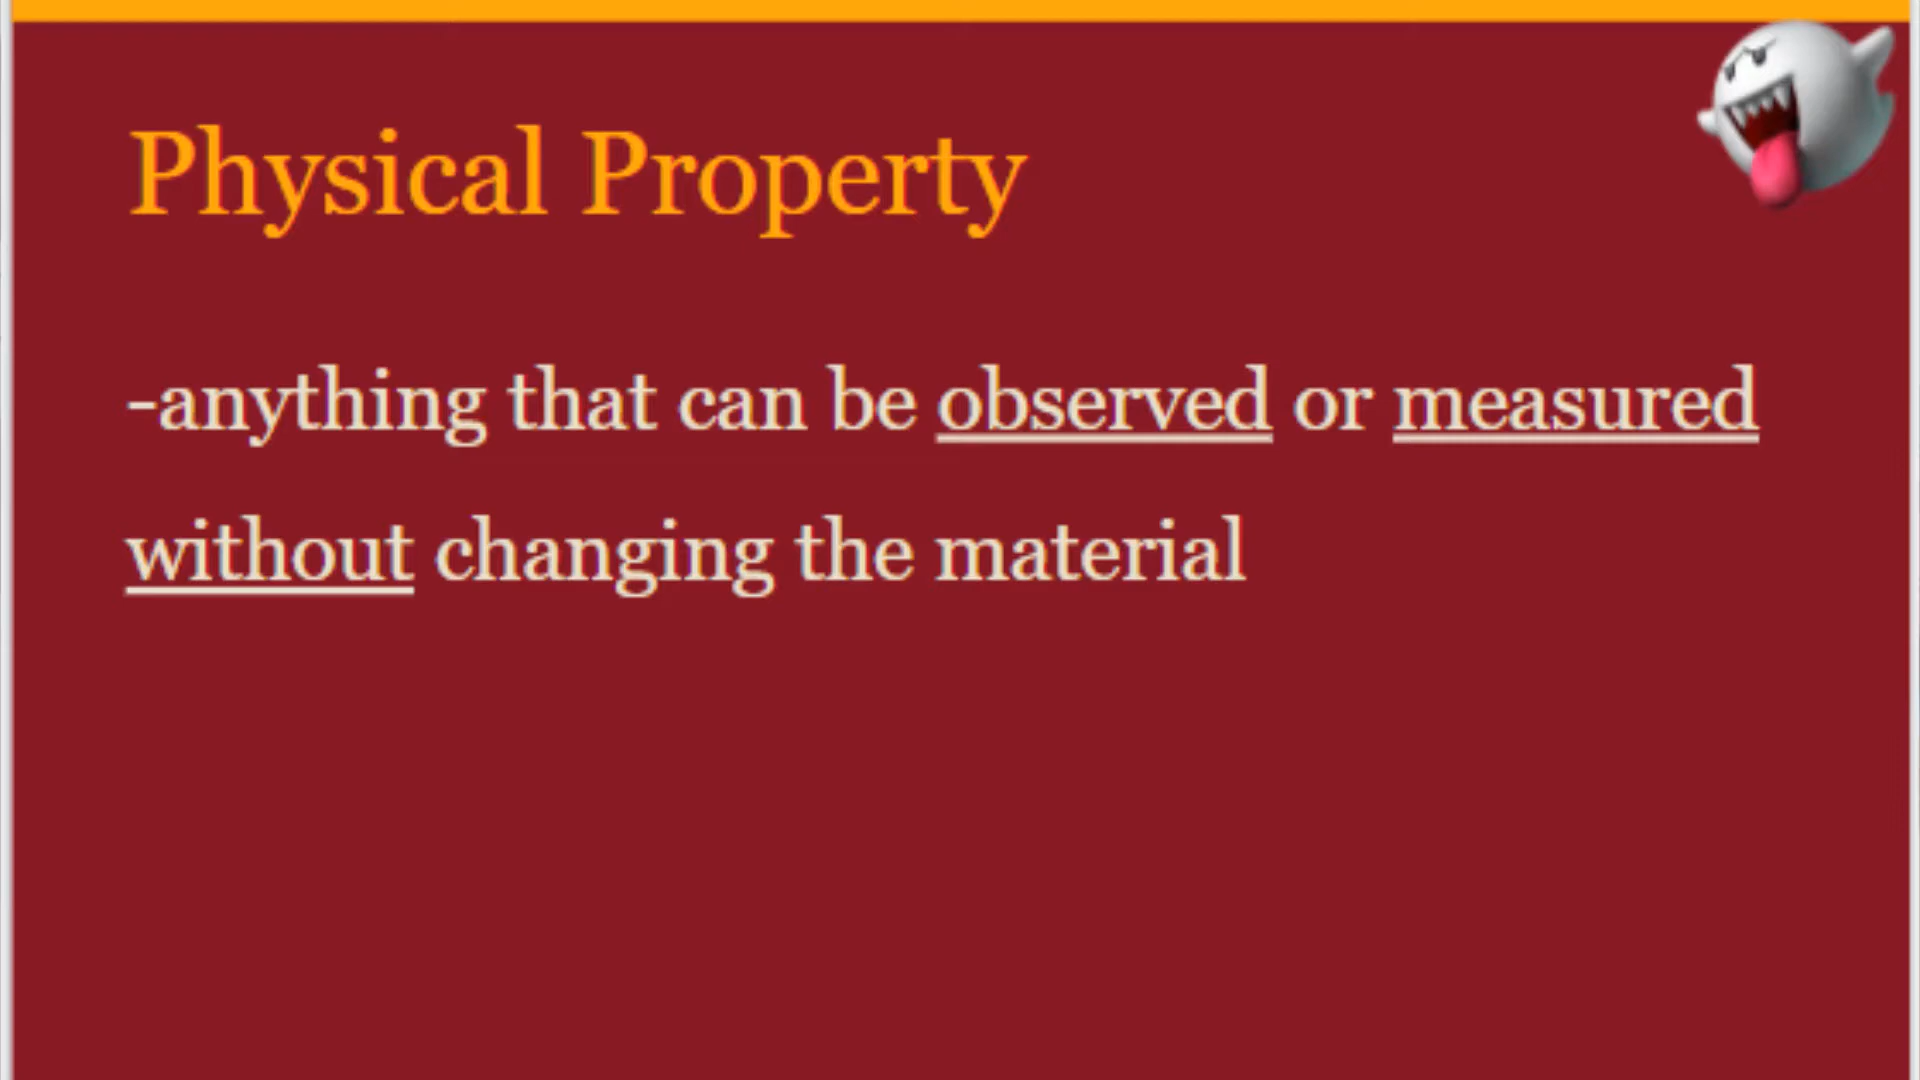 Physical Property
-anything that can be observed or measured
without changing the material